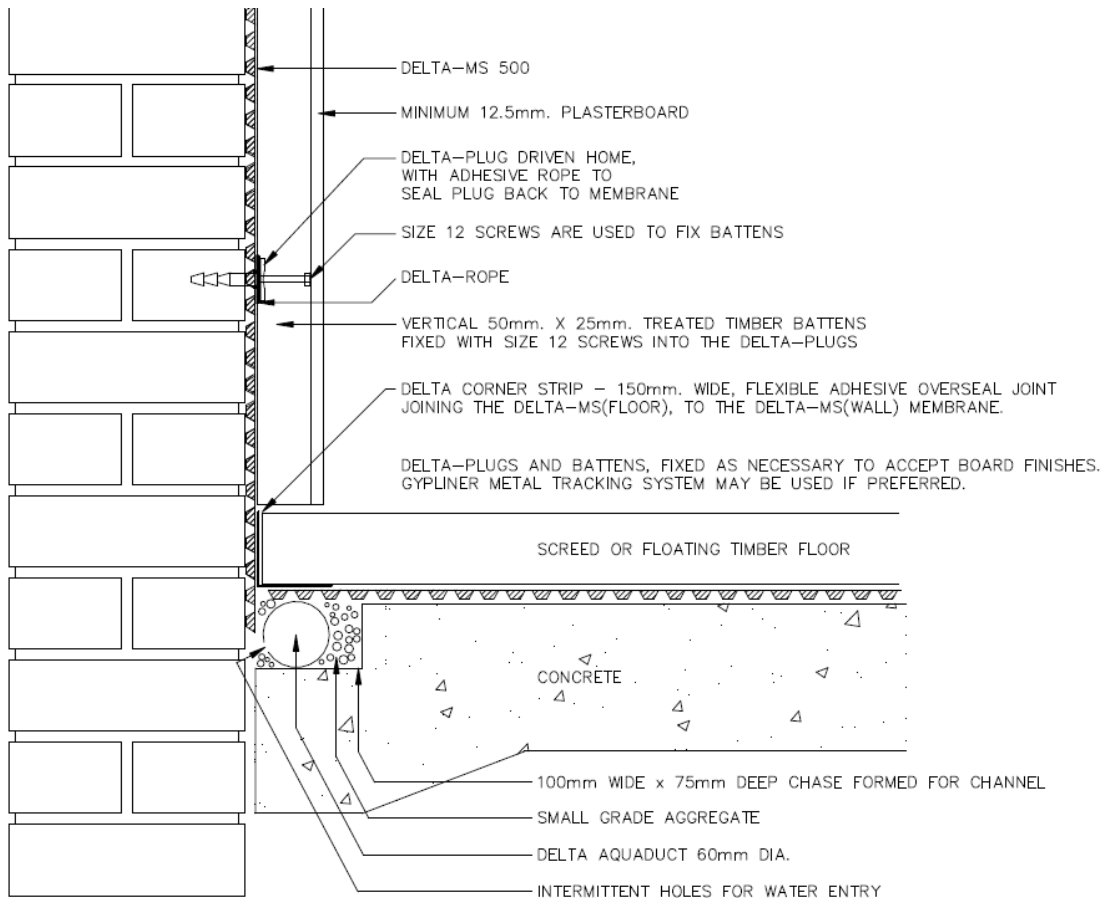 DELTA-MS 500
MINIMUM 12.5mm. PLASTERBOARD
DELTA-PLUG DRIVEN HOME,
WITH ADHESIVE ROPE TO
SEAL PLUG BACK TO MEMBRANE
SIZE 12 SCREWS ARE USED TO FIX BATTENS
DELTA-ROPE
VERTICAL 50mm. X 25mm. TREATED TIMBER BATTENS
FIXED WITH SIZE 12 SCREWS INTO THE DELTA-PLUGS
DELTA CORNER STRIP - 150mm. WIDE, FLEXIBLE ADHESIVE OVERSEAL JOINT
JOINING THE DELTA-MS(FLOOR), TO THE DELTA-MS(WALL) MEMBRANE.
DELTA-PLUGS AND BATTENS, FIXED AS NECESSARY TO ACCEPT BOARD FINISHES.
GYPLINER METAL TRACKING SYSTEM MAY BE USED IF PREFERRED.
SCREED OR FLOATING TIMBER FLOOR
CONCRETE
100mm WIDE x 75mm DEEP CHASE FORMED FOR CHANNEL
SMALL GRADE AGGREGATE
DELTA AQUADUCT 60mm DIA.
INTERMITTENT HOLES FOR WATER ENTRY